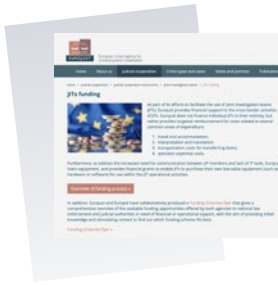 EUROJUST
European Union Agency for
Criminal Justice Cooperation
Home About us Judicial cooperation Crime types and cases States and partners Publications
JITs funding
As part of its efforts to facilitate the use of joint investigation teams
(JITs), Eurojust provides financial support to the cross-border activities
of JITs. Eurojust does not finance individual JITs in their entirety, but
rather provides targeted reimbursement for costs related to several
common areas of expenditure:
1. travel and accommodation;
2. interpretation and translation;
3. transportation costs for transferring items;
4. specialist expertise costs.
Furthermore, to address the increased need for communication between JIT members and lack of IT tools, Eurojust
team equipment, and provides financial grants to enable JITs to purchase their own low-value equipment (such as
hardware or software) for use within the JIT operational activities.
Overview of funding process »
In addition, Eurojust and Europol have collaboratively produced a Funding Schemes flyer that gives a
comprehensive overview of the available funding opportunities offered by both agencies to national law
enforcement and judicial authorities in need of financial or operational support, with the aim of providing initial
knowledge and stimulating interest to find out which funding scheme fits best.
Funding Schemes flyer »